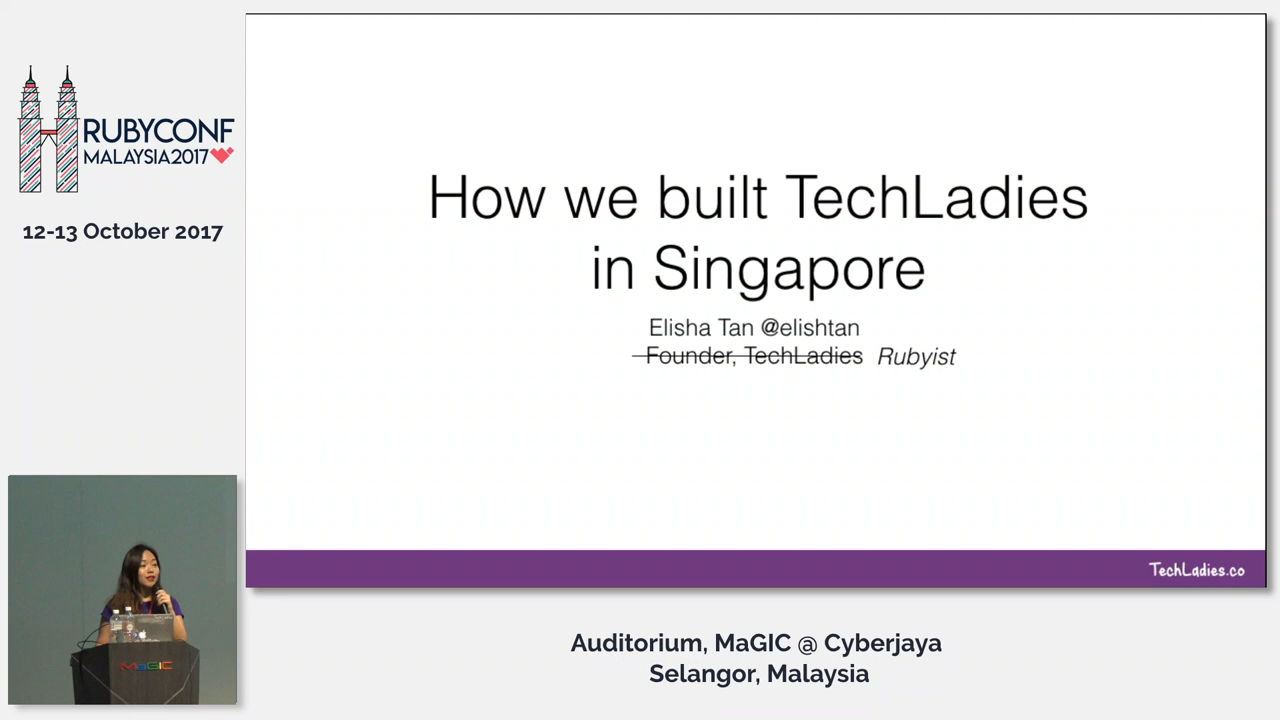 RUBYCONF
MALAYSIA2017
12-13 October 2017
How we built TechLadies
in Singapore
Elisha Tan @elishtan
Founder, TechLadies Rubyist
TechLadies.co
MaGIC
Auditorium, MaGIC @ Cyberjaya
Selangor, Malaysia